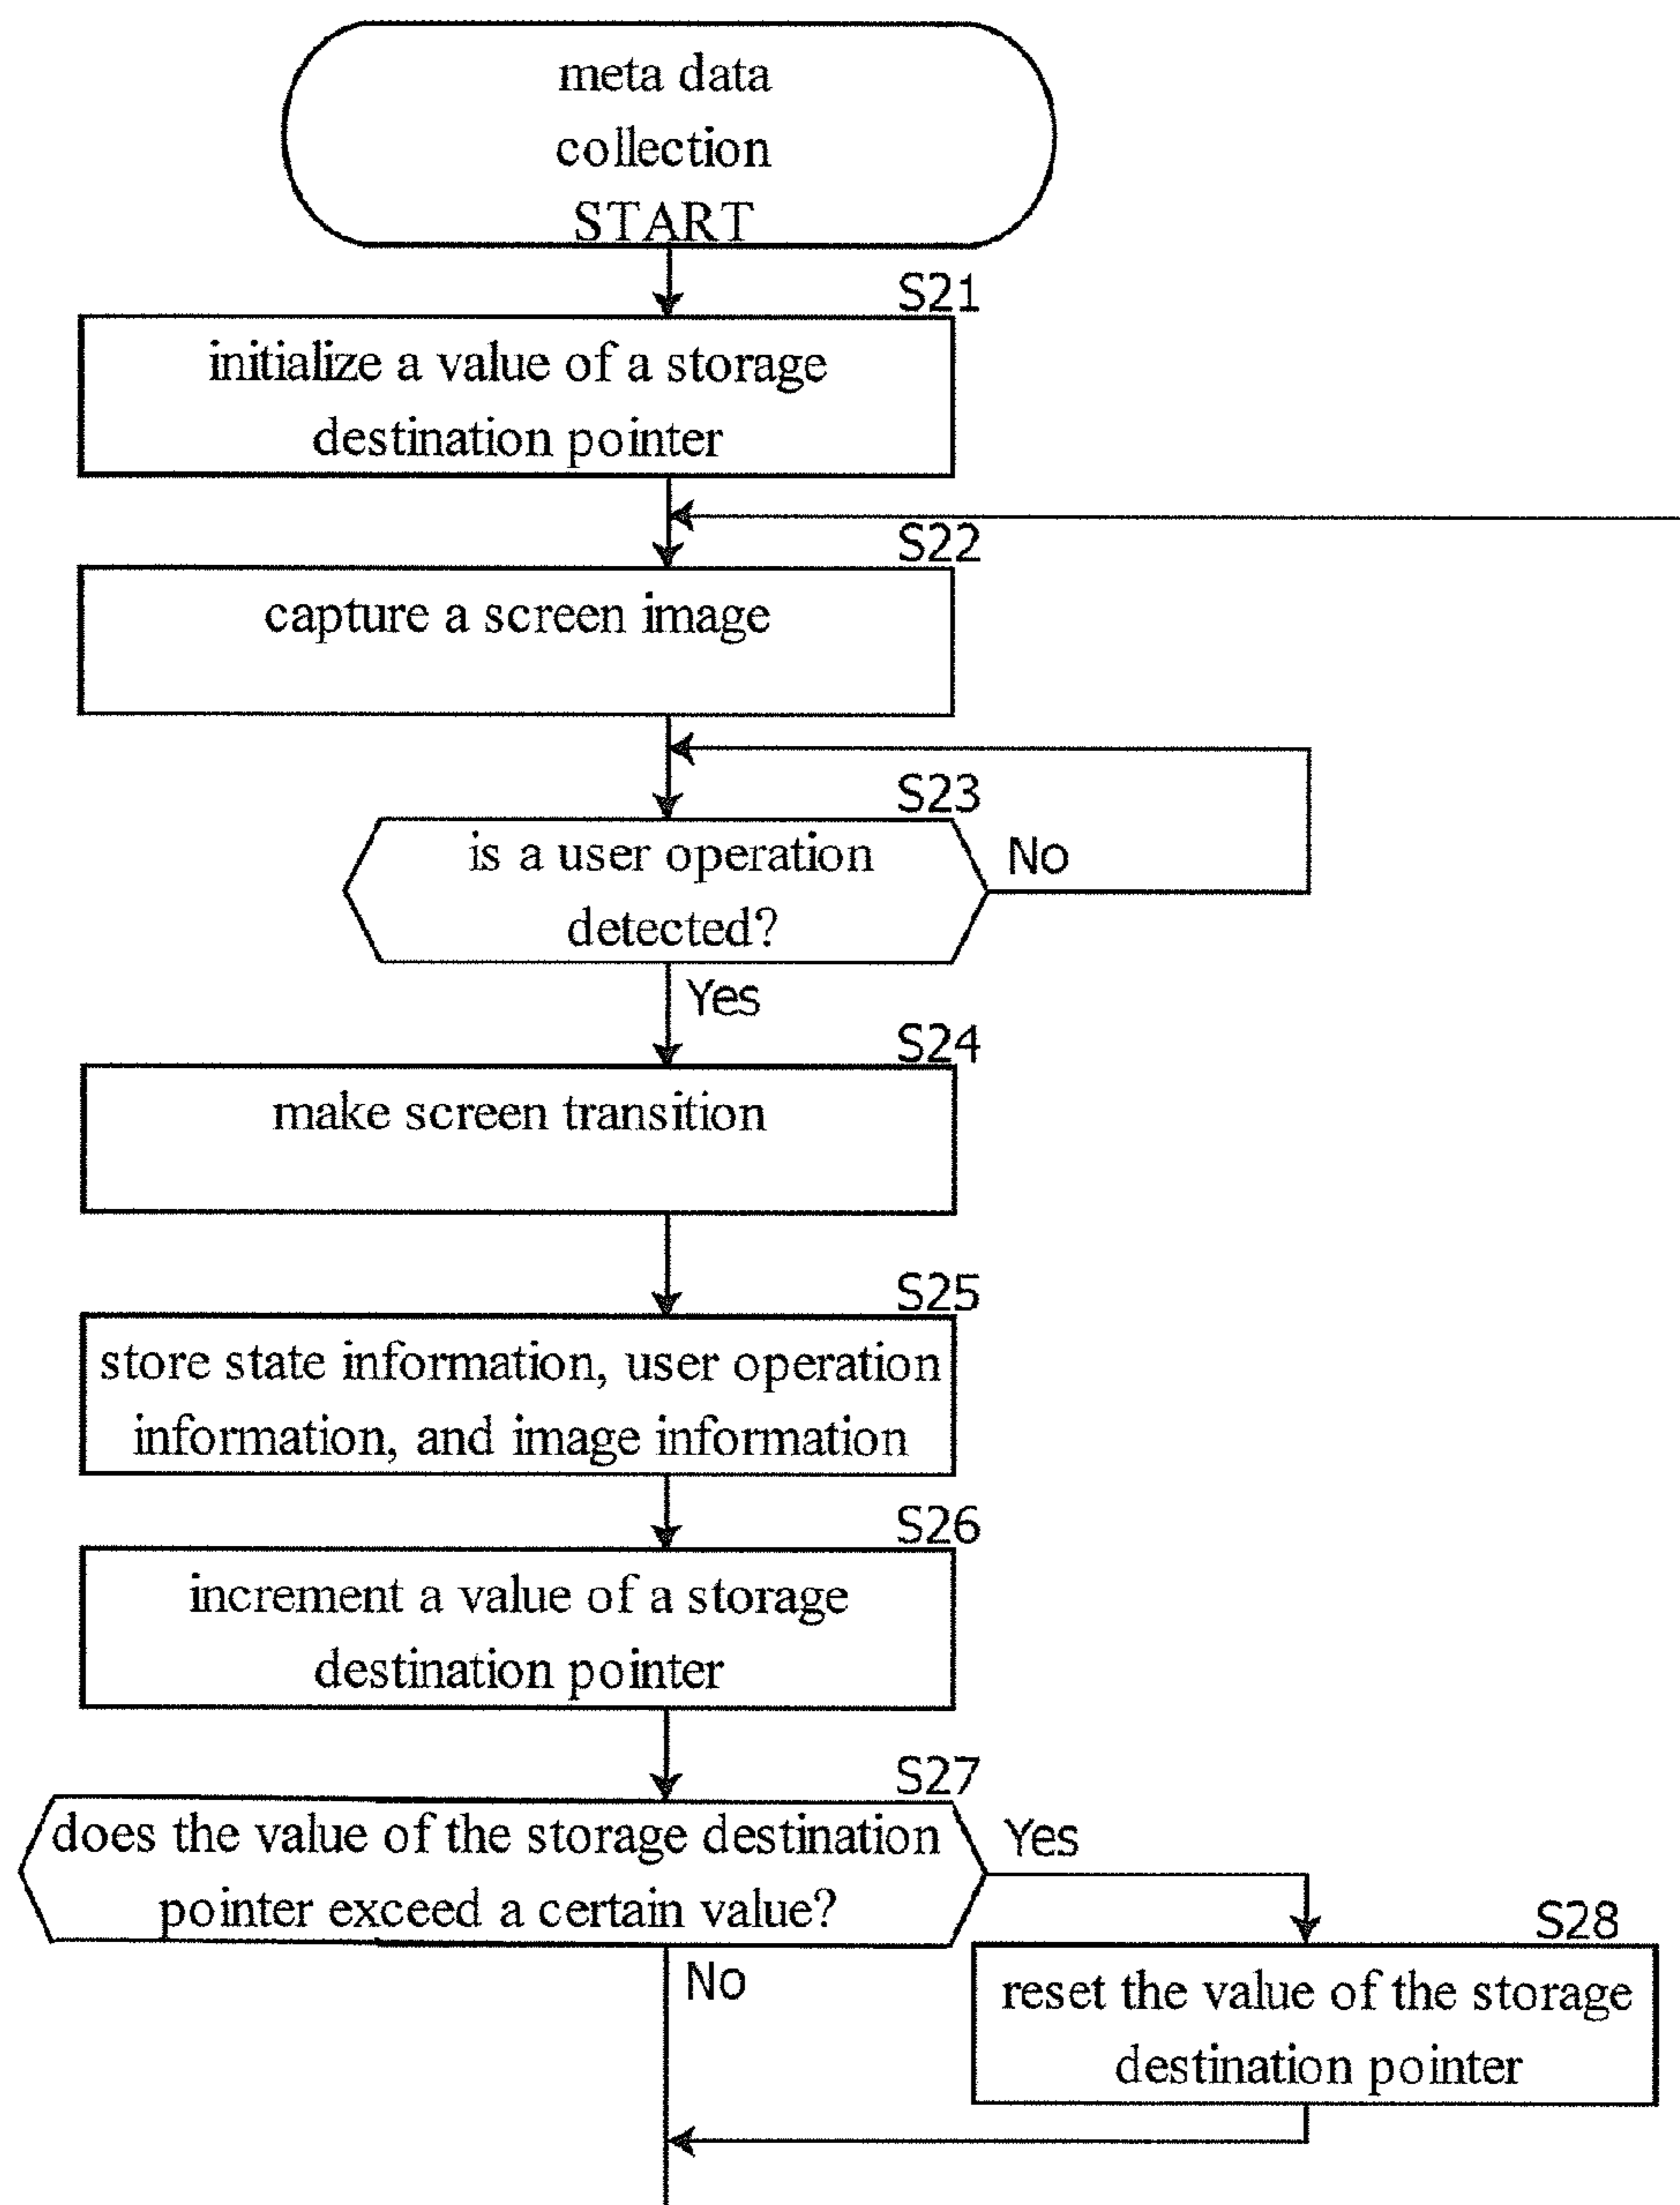 meta data
collection
START
S21
initialize a value of a storage
destination pointer
S22
capture a screen image
S23
is a user operation
detected?
No
Yes
S24
make screen transition
S25
store state information, user operation
information, and image information
S26
increment a value of a storage
destination pointer
S27
does the value of the storage destination
pointer exceed a certain value?
Yes
No
S28
reset the value of the storage
destination pointer